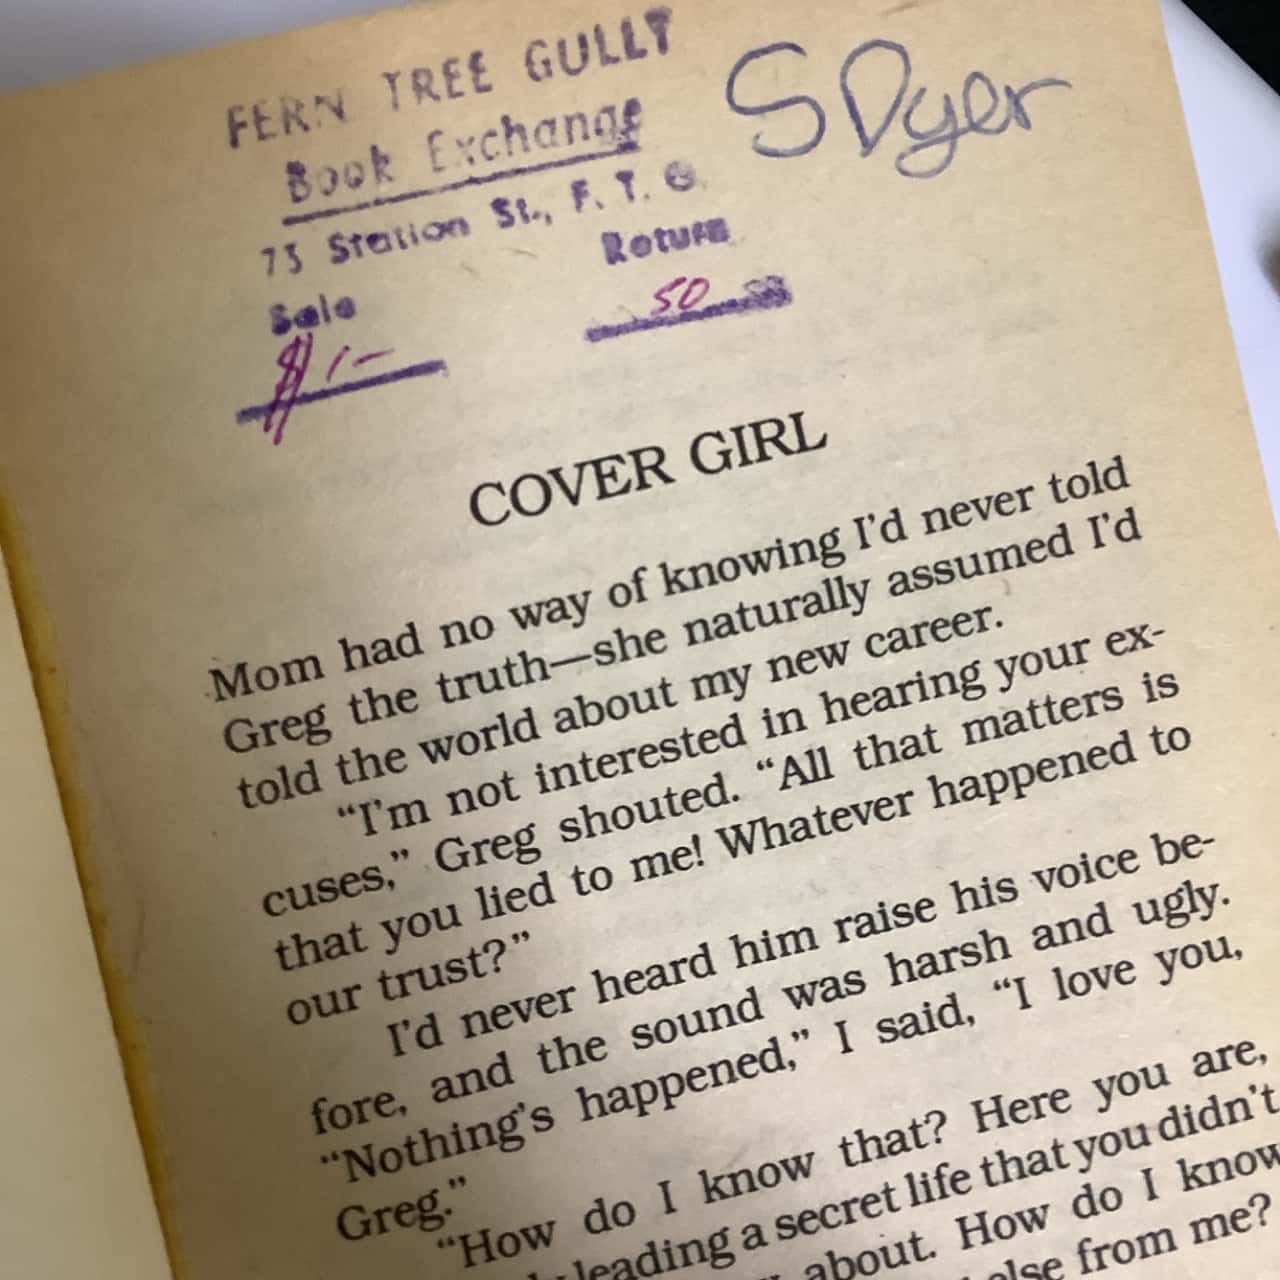 FERN TREE GULLY
Book Exchange
S Dyer
73 Station St., F. T. G.
Sale
Return
$1-
50
COVER GIRL
Mom had no way of knowing I'd never told
Greg the truth—she naturally assumed I'd
told the world about my new career.
"I'm not interested in hearing your ex-
cuses," Greg shouted. "All that matters is
that you lied to me! Whatever happened to
our trust?"
I'd never heard him raise his voice be-
fore, and the sound was harsh and ugly.
"Nothing's happened," I said, "I love you,
Greg."
"How do I know that? Here you are,
leading a secret life that you didn't
about. How do I know
else from me?